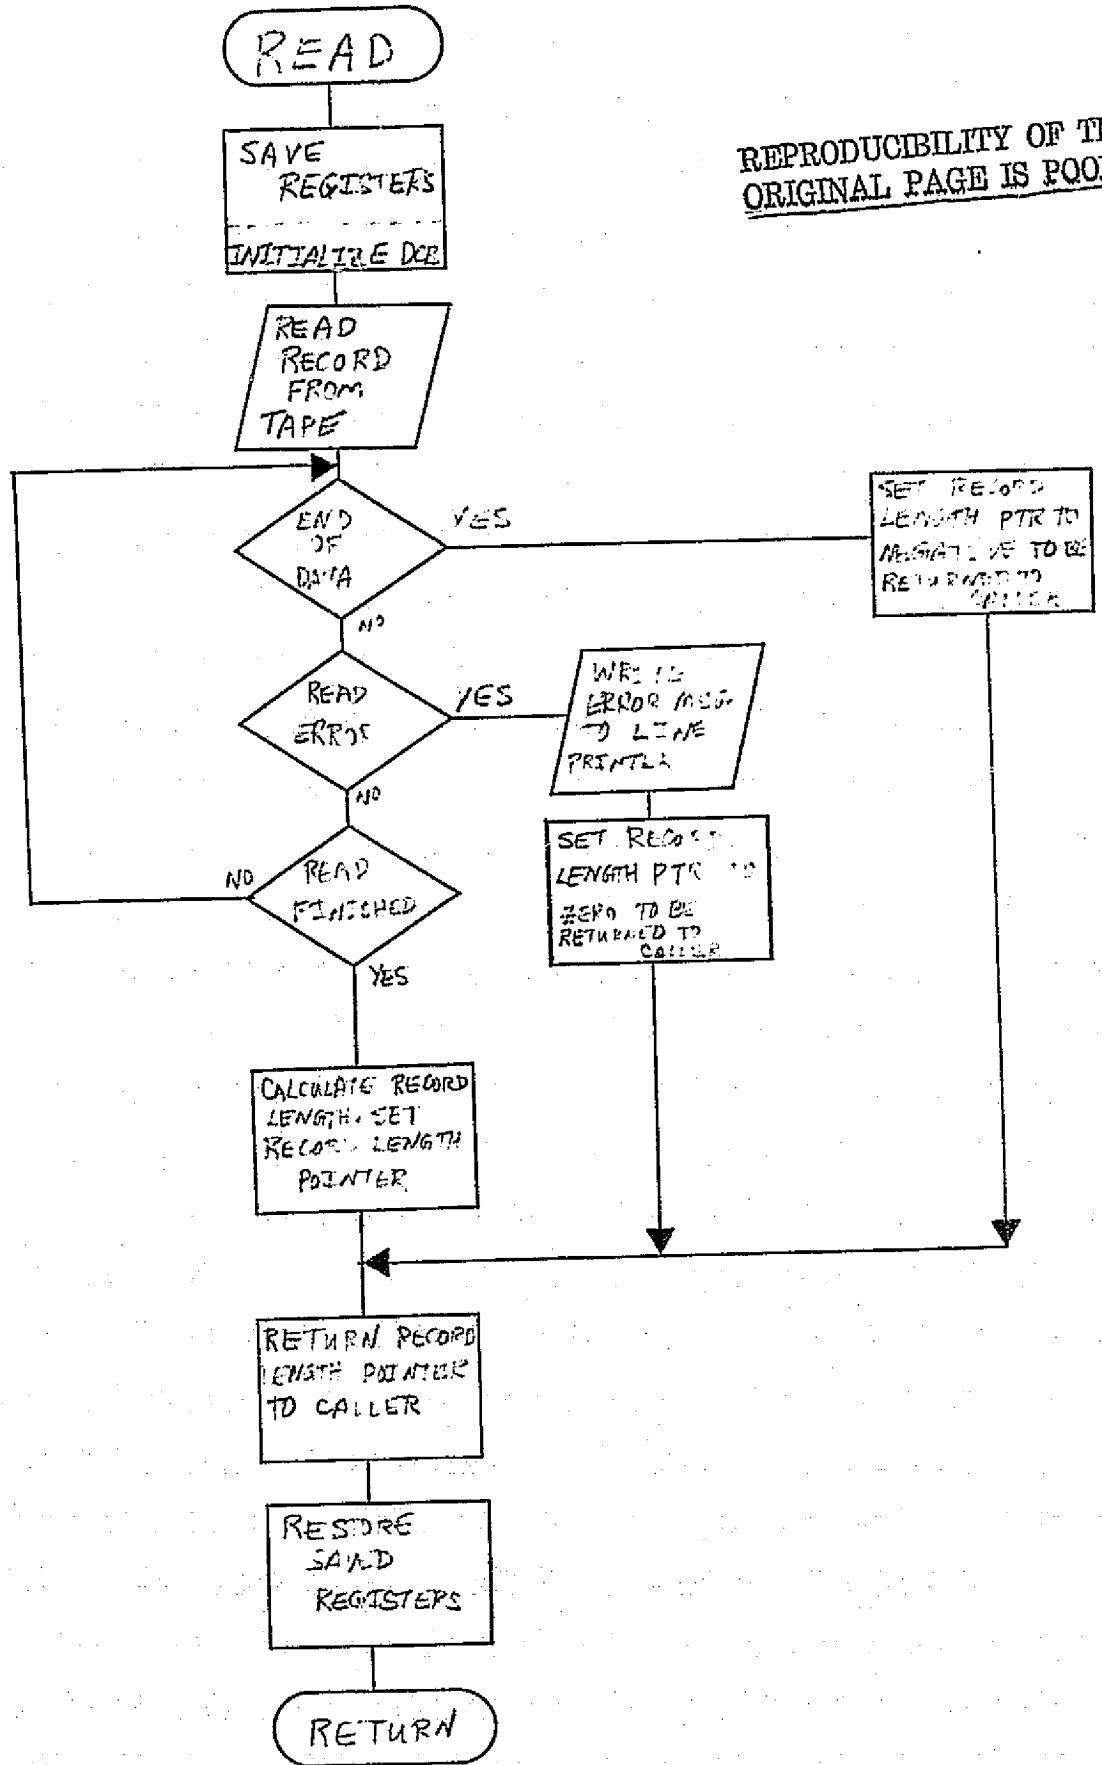 READ
REPRODUCIBILITY OF
ORIGINAL PAGE IS
SAVE
REGISTERS
INITIALIZE DCB
READ
RECORD
FROM
TAPE
END
OF
DATA
YES
NO
SET RECORD
LENGTH PTR TO
NEGATIVE TO BE
RETURNED TO
CALLER
READ
ERROR
YES
NO
WRITE
ERROR MSG.
TO LINE
PRINTER
SET RECORD
LENGTH PTR TO
ZERO TO BE
RETURNED TO
CALLER
READ
FINISHED
NO
YES
CALCULATE RECORD
LENGTH. SET
RECORD LENGTH
POINTER
RETURN RECORD
LENGTH POINTER
TO CALLER
RESTORE
SAVED
REGISTERS
RETURN